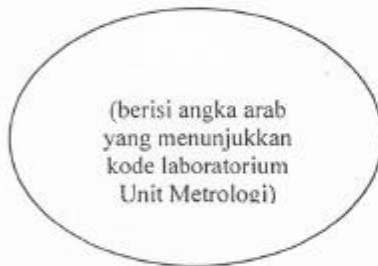 (berisi angka arab
yang menunjukkan
kode laboratorium
Unit Metrologi)